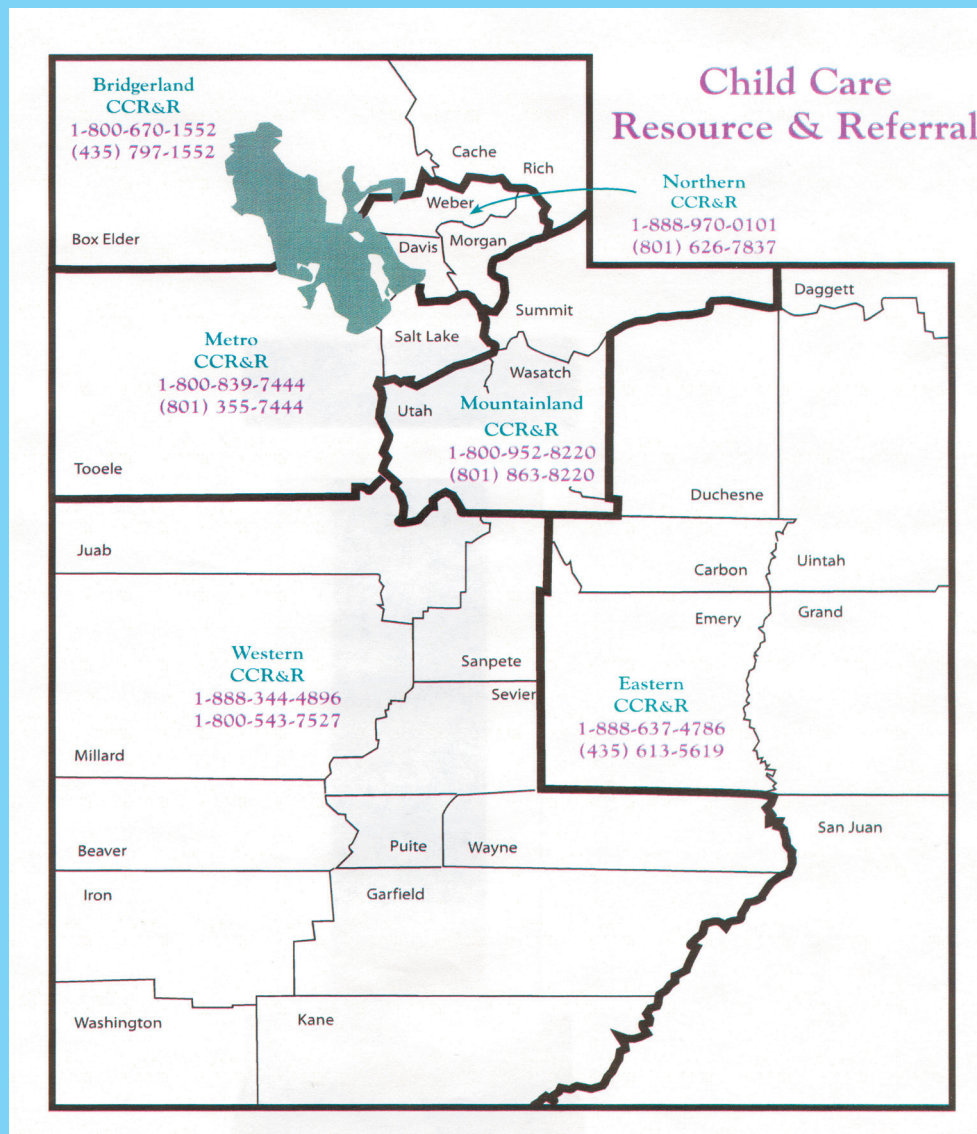 Child Care
Resource & Referral
Bridgerland
CCR&R
1-800-670-1552
(435) 797-1552
Cache
Rich
Weber
Northern
CCR&R
1-888-970-0101
(801) 626-7837
Box Elder
Davis
Morgan
Daggett
Summit
Salt Lake
Metro
CCR&R
1-800-839-7444
(801) 355-7444
Wasatch
Utah
Mountainland
CCR&R
1-800-952-8220
(801) 863-8220
Tooele
Duchesne
Juab
Carbon
Uintah
Emery
Grand
Western
CCR&R
1-888-344-4896
1-800-543-7527
Sanpete
Sevier
Eastern
CCR&R
1-888-637-4786
(435) 613-5619
Millard
San Juan
Beaver
Puite
Wayne
Iron
Garfield
Washington
Kane